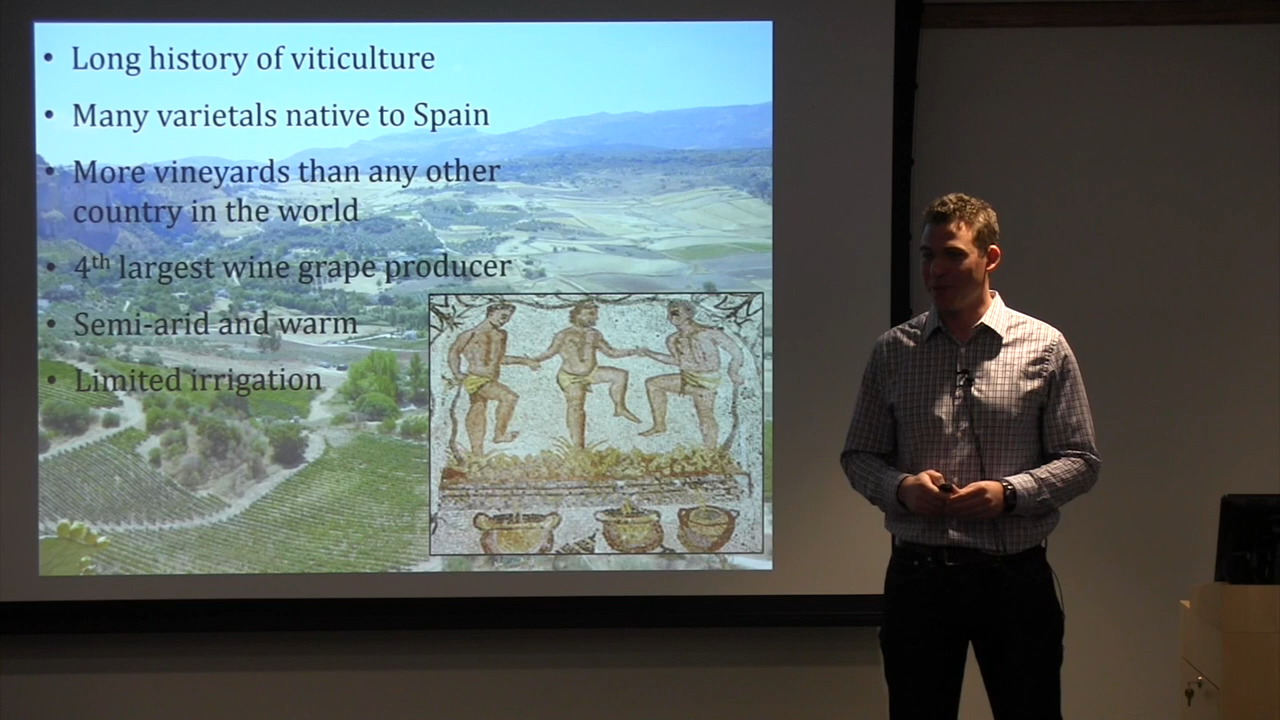 • Long history of viticulture
• Many varietals native to Spain
• More vineyards than any other
country in the world
• 4th largest wine grape producer
• Semi-arid and warm
• Limited irrigation